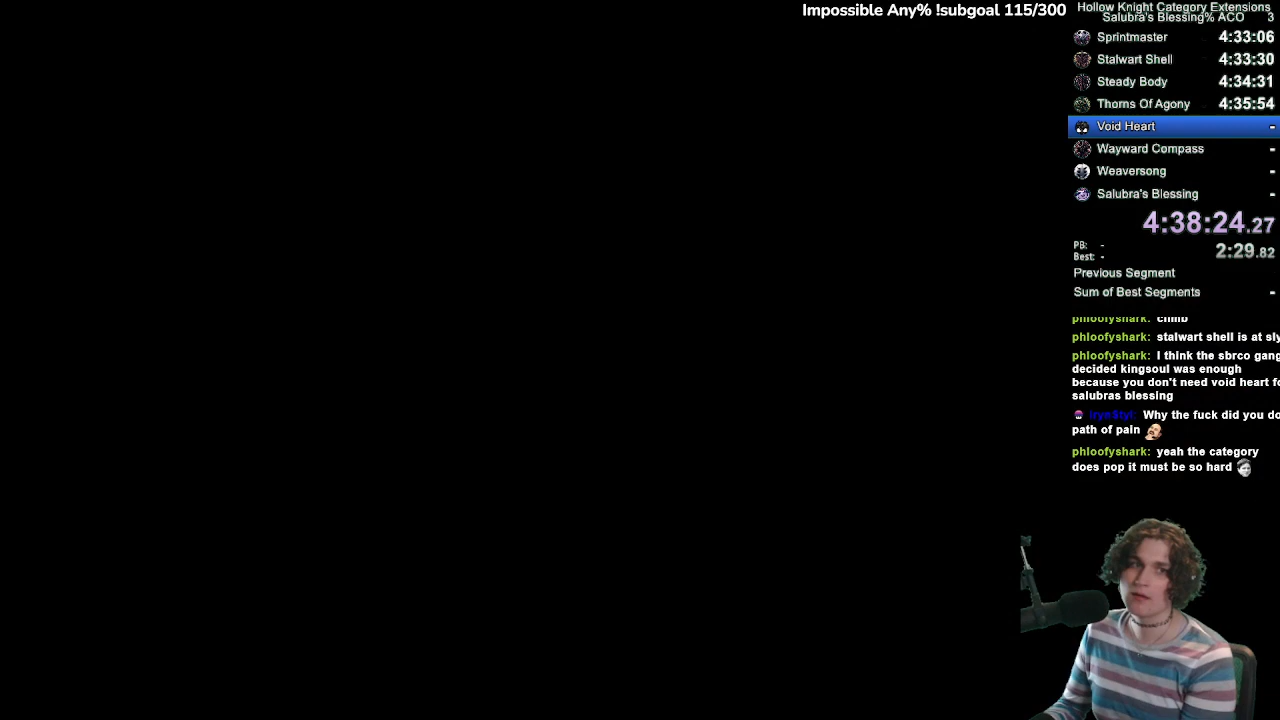 Impossible Any% !subgoal 115/300
Hollow Knight Category Extensions
Salubra's Blessing% ACO 3
Sprintmaster 4:33:06
Stalwart Shell 4:33:30
Steady Body 4:34:31
Thorns Of Agony 4:35:54
Void Heart -
Wayward Compass -
Weaversong -
Salubra's Blessing -
4:38:24.27
PB: - 2:29.82
Best: -
Previous Segment
Sum of Best Segments -
phloofyshark: climb
phloofyshark: stalwart shell is at sly
phloofyshark: I think the sbrco gang
decided kingsoul was enough
because you don't need void heart fo
salubras blessing
Why the fuck did you do
path of pain
phloofyshark: yeah the category
does pop it must be so hard